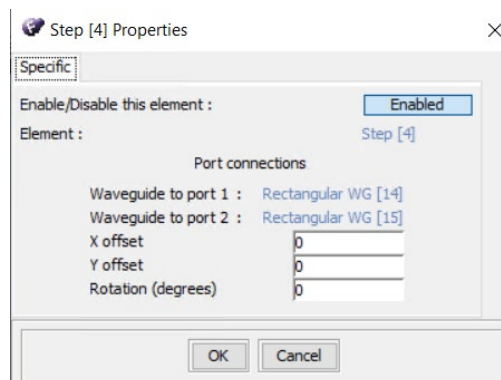 Step [4] Properties
Specific
Enable/Disable this element : Enabled
Element : Step [4]
Port connections
Waveguide to port 1 : Rectangular WG [14]
Waveguide to port 2 : Rectangular WG [15]
X offset 0
Y offset 0
Rotation (degrees) 0
OK Cancel